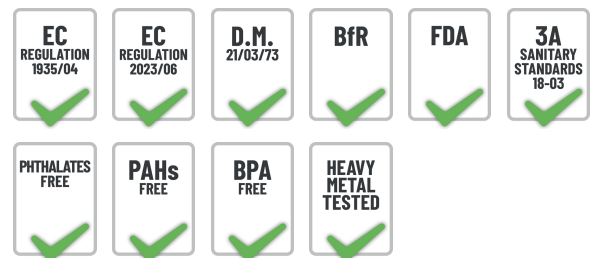 EC
REGULATION
1935/04
EC
REGULATION
2023/06
D.M.
21/03/73
BfR
FDA
3A
SANITARY
STANDARDS
18-03
PHTHALATES
FREE
PAHs
FREE
BPA
FREE
HEAVY
METAL
TESTED